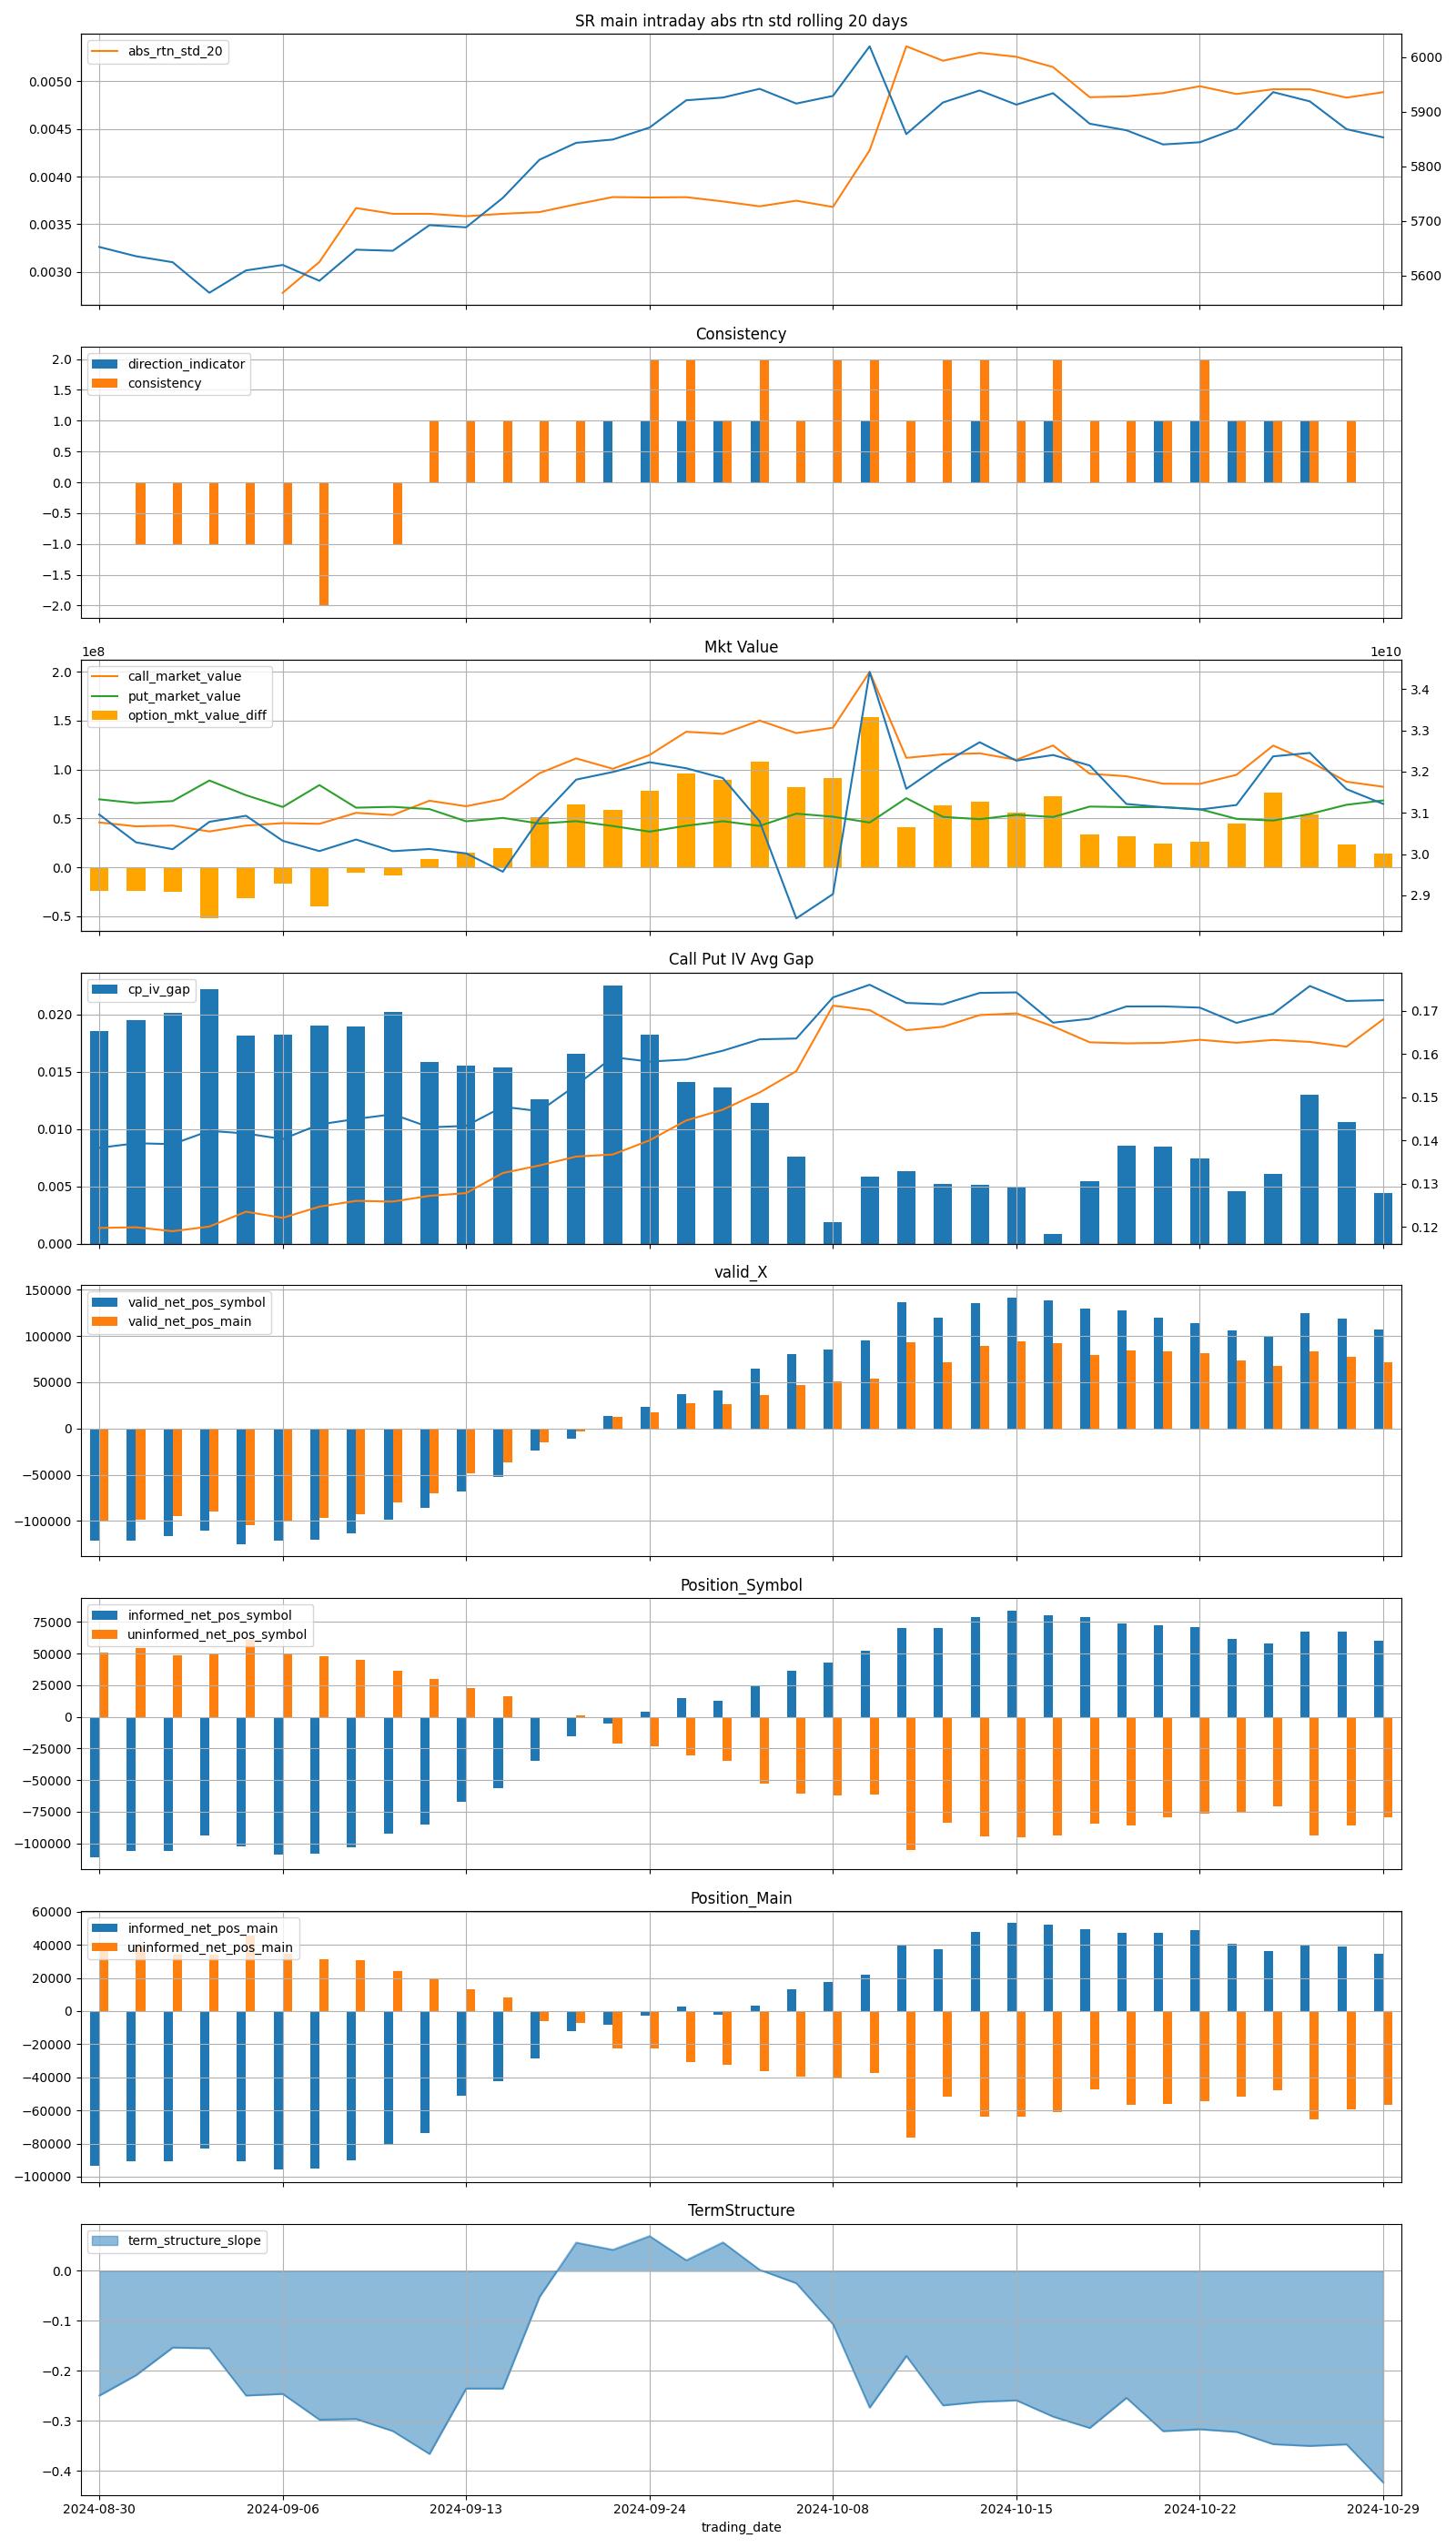 SR main intraday abs rtn std rolling 20 days
abs_rtn_std_20
0.0050
0.0045
0.0040
0.0035
0.0030
6000
5900
5800
5700
5600
Consistency
direction_indicator
consistency
2.0
1.5
1.0
0.5
0.0
−0.5
−1.0
−1.5
−2.0
Mkt Value
1e8
1e10
call_market_value
put_market_value
option_mkt_value_diff
2.0
1.5
1.0
0.5
0.0
−0.5
3.4
3.3
3.2
3.1
3.0
2.9
Call Put IV Avg Gap
cp_iv_gap
0.020
0.015
0.010
0.005
0.000
0.17
0.16
0.15
0.14
0.13
0.12
valid_X
valid_net_pos_symbol
valid_net_pos_main
150000
100000
50000
0
−50000
−100000
Position_Symbol
informed_net_pos_symbol
uninformed_net_pos_symbol
75000
50000
25000
0
−25000
−50000
−75000
−100000
Position_Main
informed_net_pos_main
uninformed_net_pos_main
60000
40000
20000
0
−20000
−40000
−60000
−80000
−100000
TermStructure
term_structure_slope
0.0
−0.1
−0.2
−0.3
−0.4
2024-08-30 2024-09-06 2024-09-13 2024-09-24 2024-10-08 2024-10-15 2024-10-22 2024-10-29
trading_date